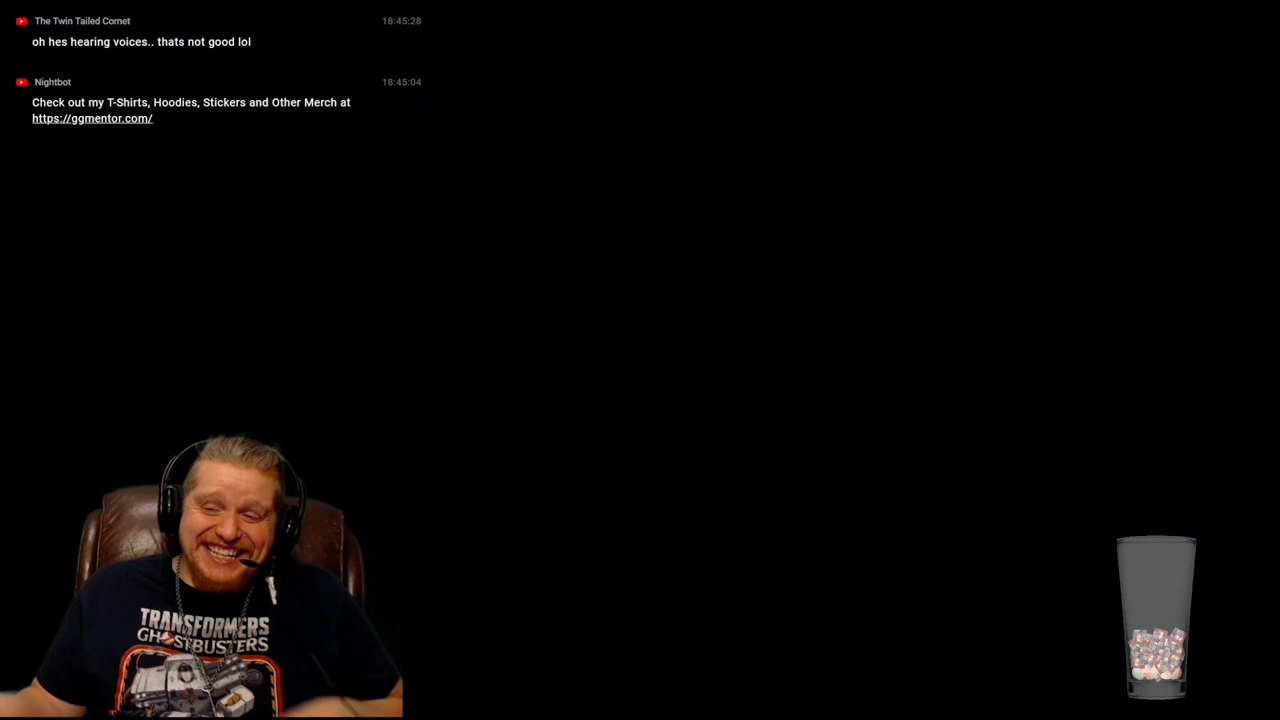 The Twin Tailed Comet 18:45:28
oh hes hearing voices.. thats not good lol
Nightbot 18:45:04
Check out my T-Shirts, Hoodies, Stickers and Other Merch at
https://ggmentor.com/
TRANSFORMERS
GHOSTBUSTERS